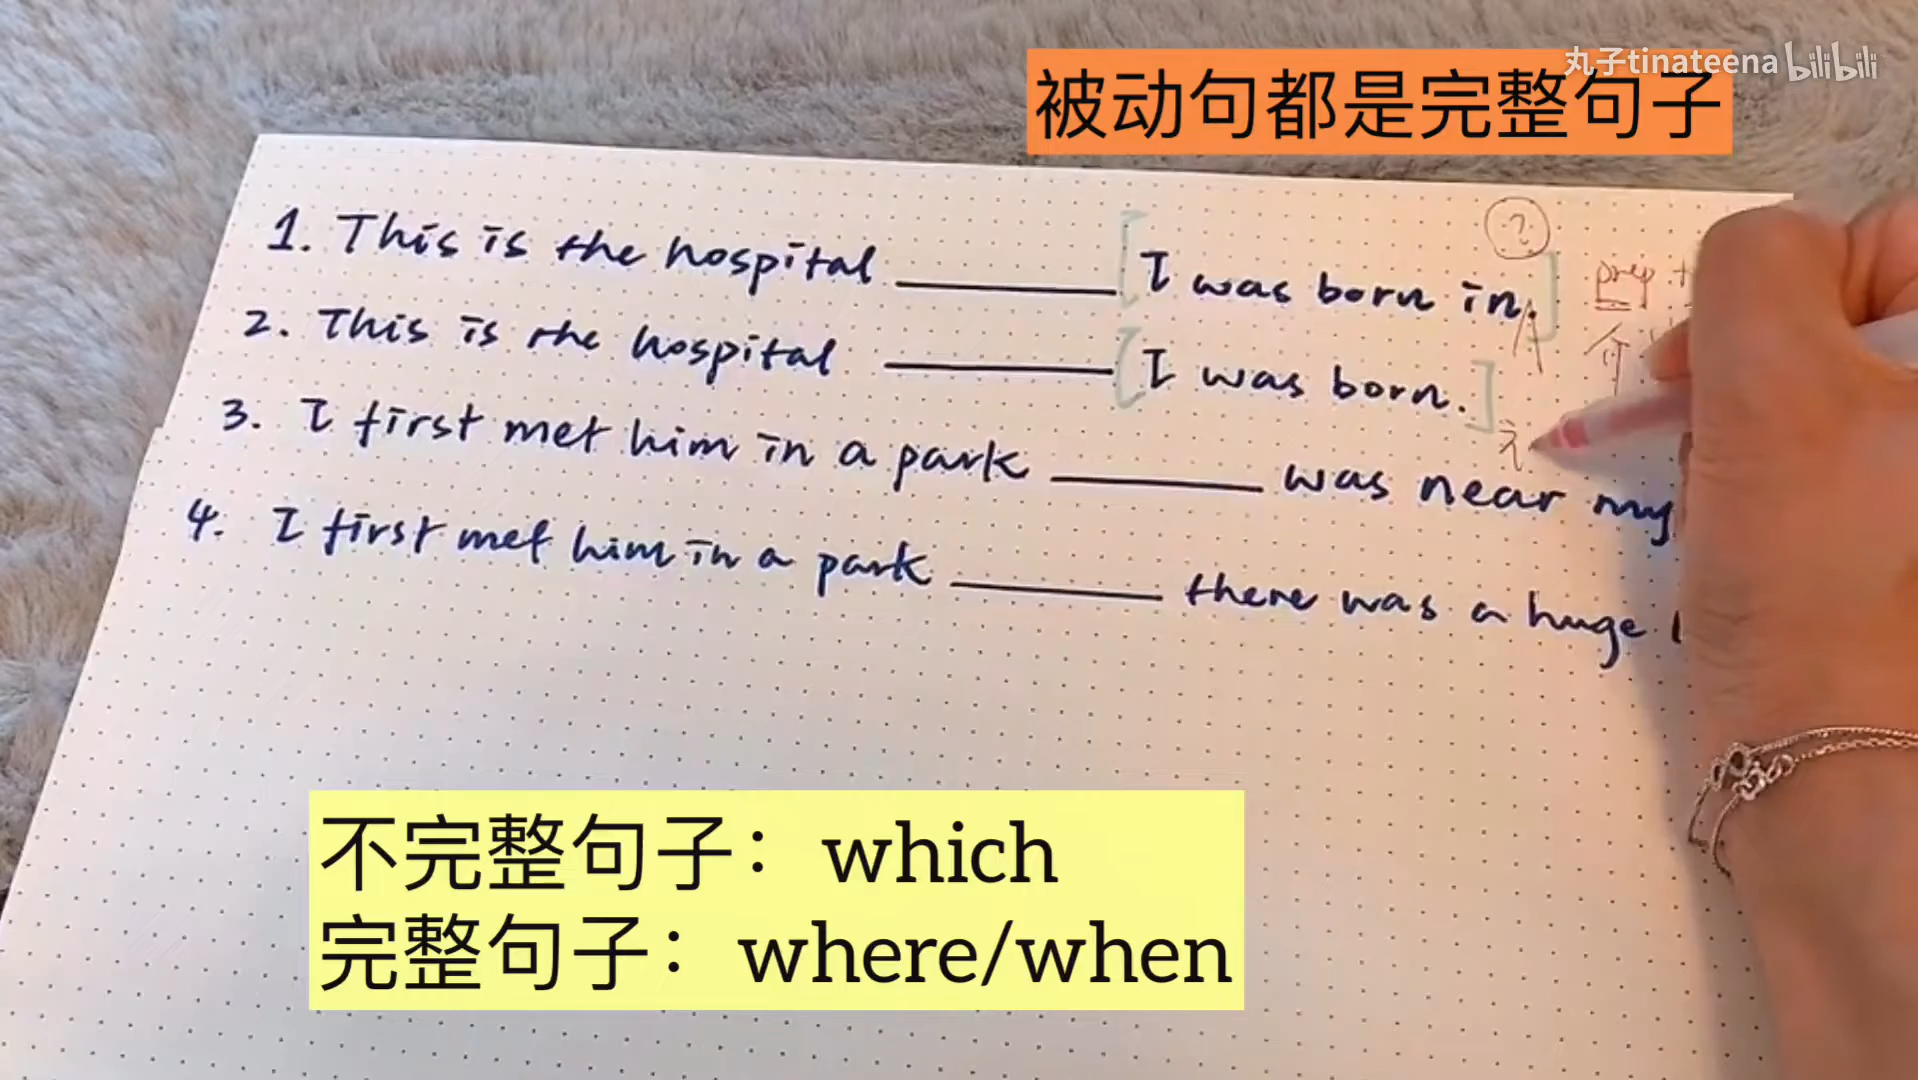 丸子tinateena bilibili
被动句都是完整句子
?
1. This is the hospital ______ [I was born in.]
prep +
介
2. This is the hospital ______ [I was born.]
3. I first met him in a park ______ was near my
4. I first met him in a park ______ there was a huge
不完整句子：which
完整句子：where/when